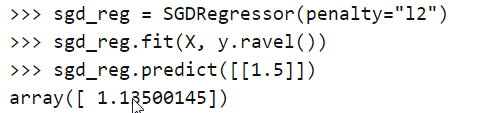 >>> sgd_reg = SGDRegressor(penalty="l2")
>>> sgd_reg.fit(X, y.ravel())
>>> sgd_reg.predict([[1.5]])
array([ 1.13500145])